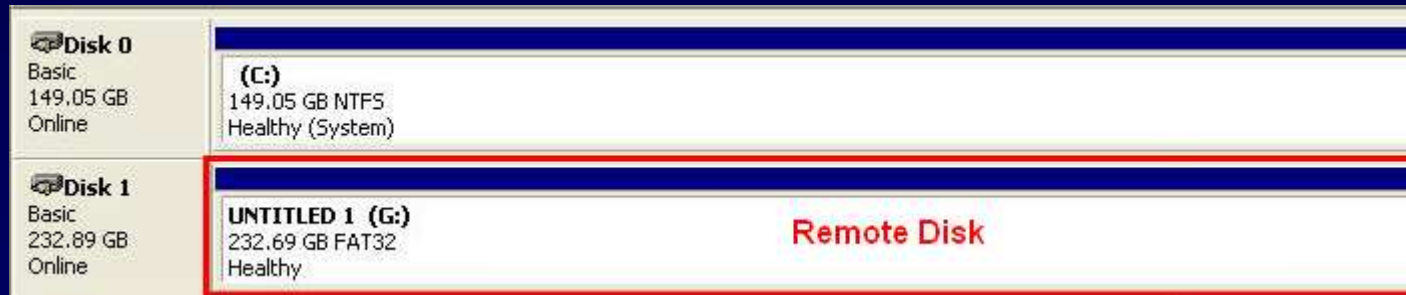 Disk 0
Basic
149.05 GB
Online
(C:)
149.05 GB NTFS
Healthy (System)
Disk 1
Basic
232.89 GB
Online
UNTITLED 1 (G:)
232.69 GB FAT32
Healthy
Remote Disk